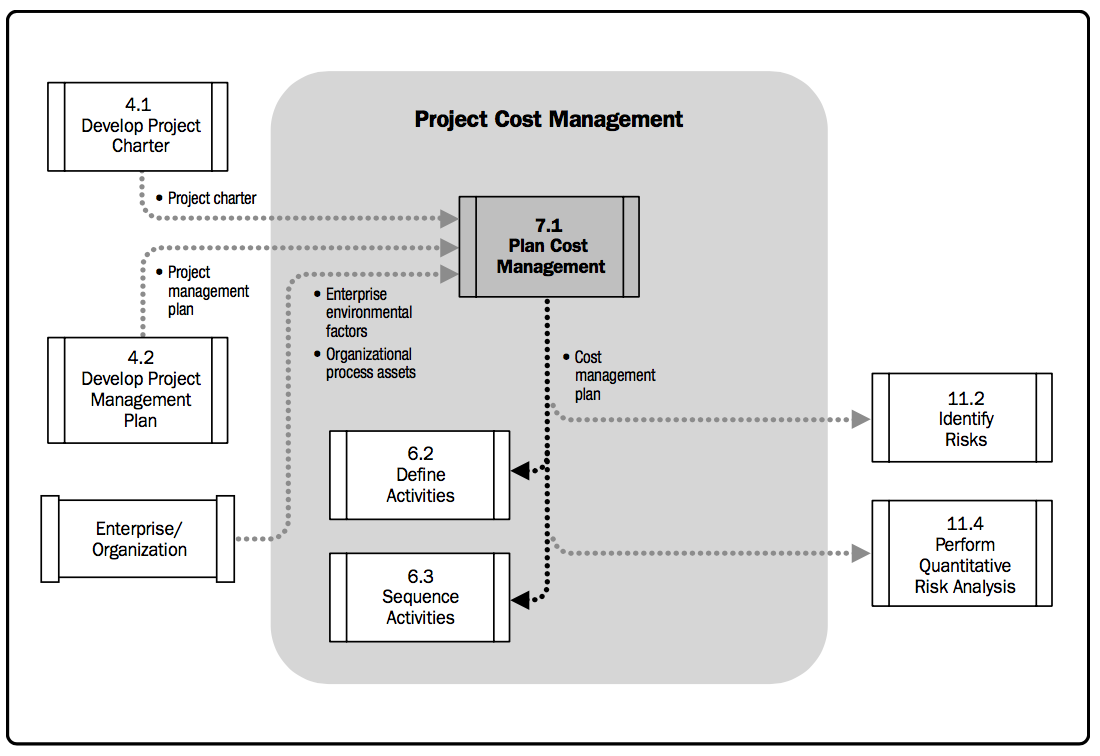 Project Cost Management
4.1
Develop Project
Charter
• Project charter
7.1
Plan Cost
Management
• Project
management
plan
• Enterprise
environmental
factors
• Organizational
process assets
4.2
Develop Project
Management
Plan
• Cost
management
plan
11.2
Identify
Risks
6.2
Define
Activities
Enterprise/
Organization
11.4
Perform
Quantitative
Risk Analysis
6.3
Sequence
Activities